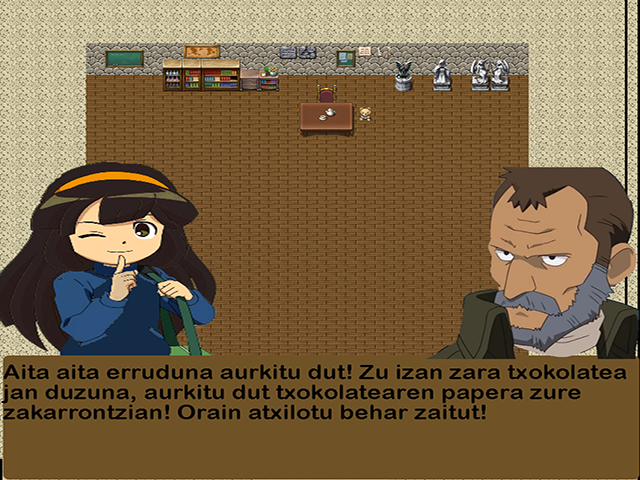 Aita aita erruduna aurkitu dut! Zu izan zara txokolatea
jan duzuna, aurkitu dut txokolatearen papera zure
zakarrontzian! Orain atxilotu behar zaitut!